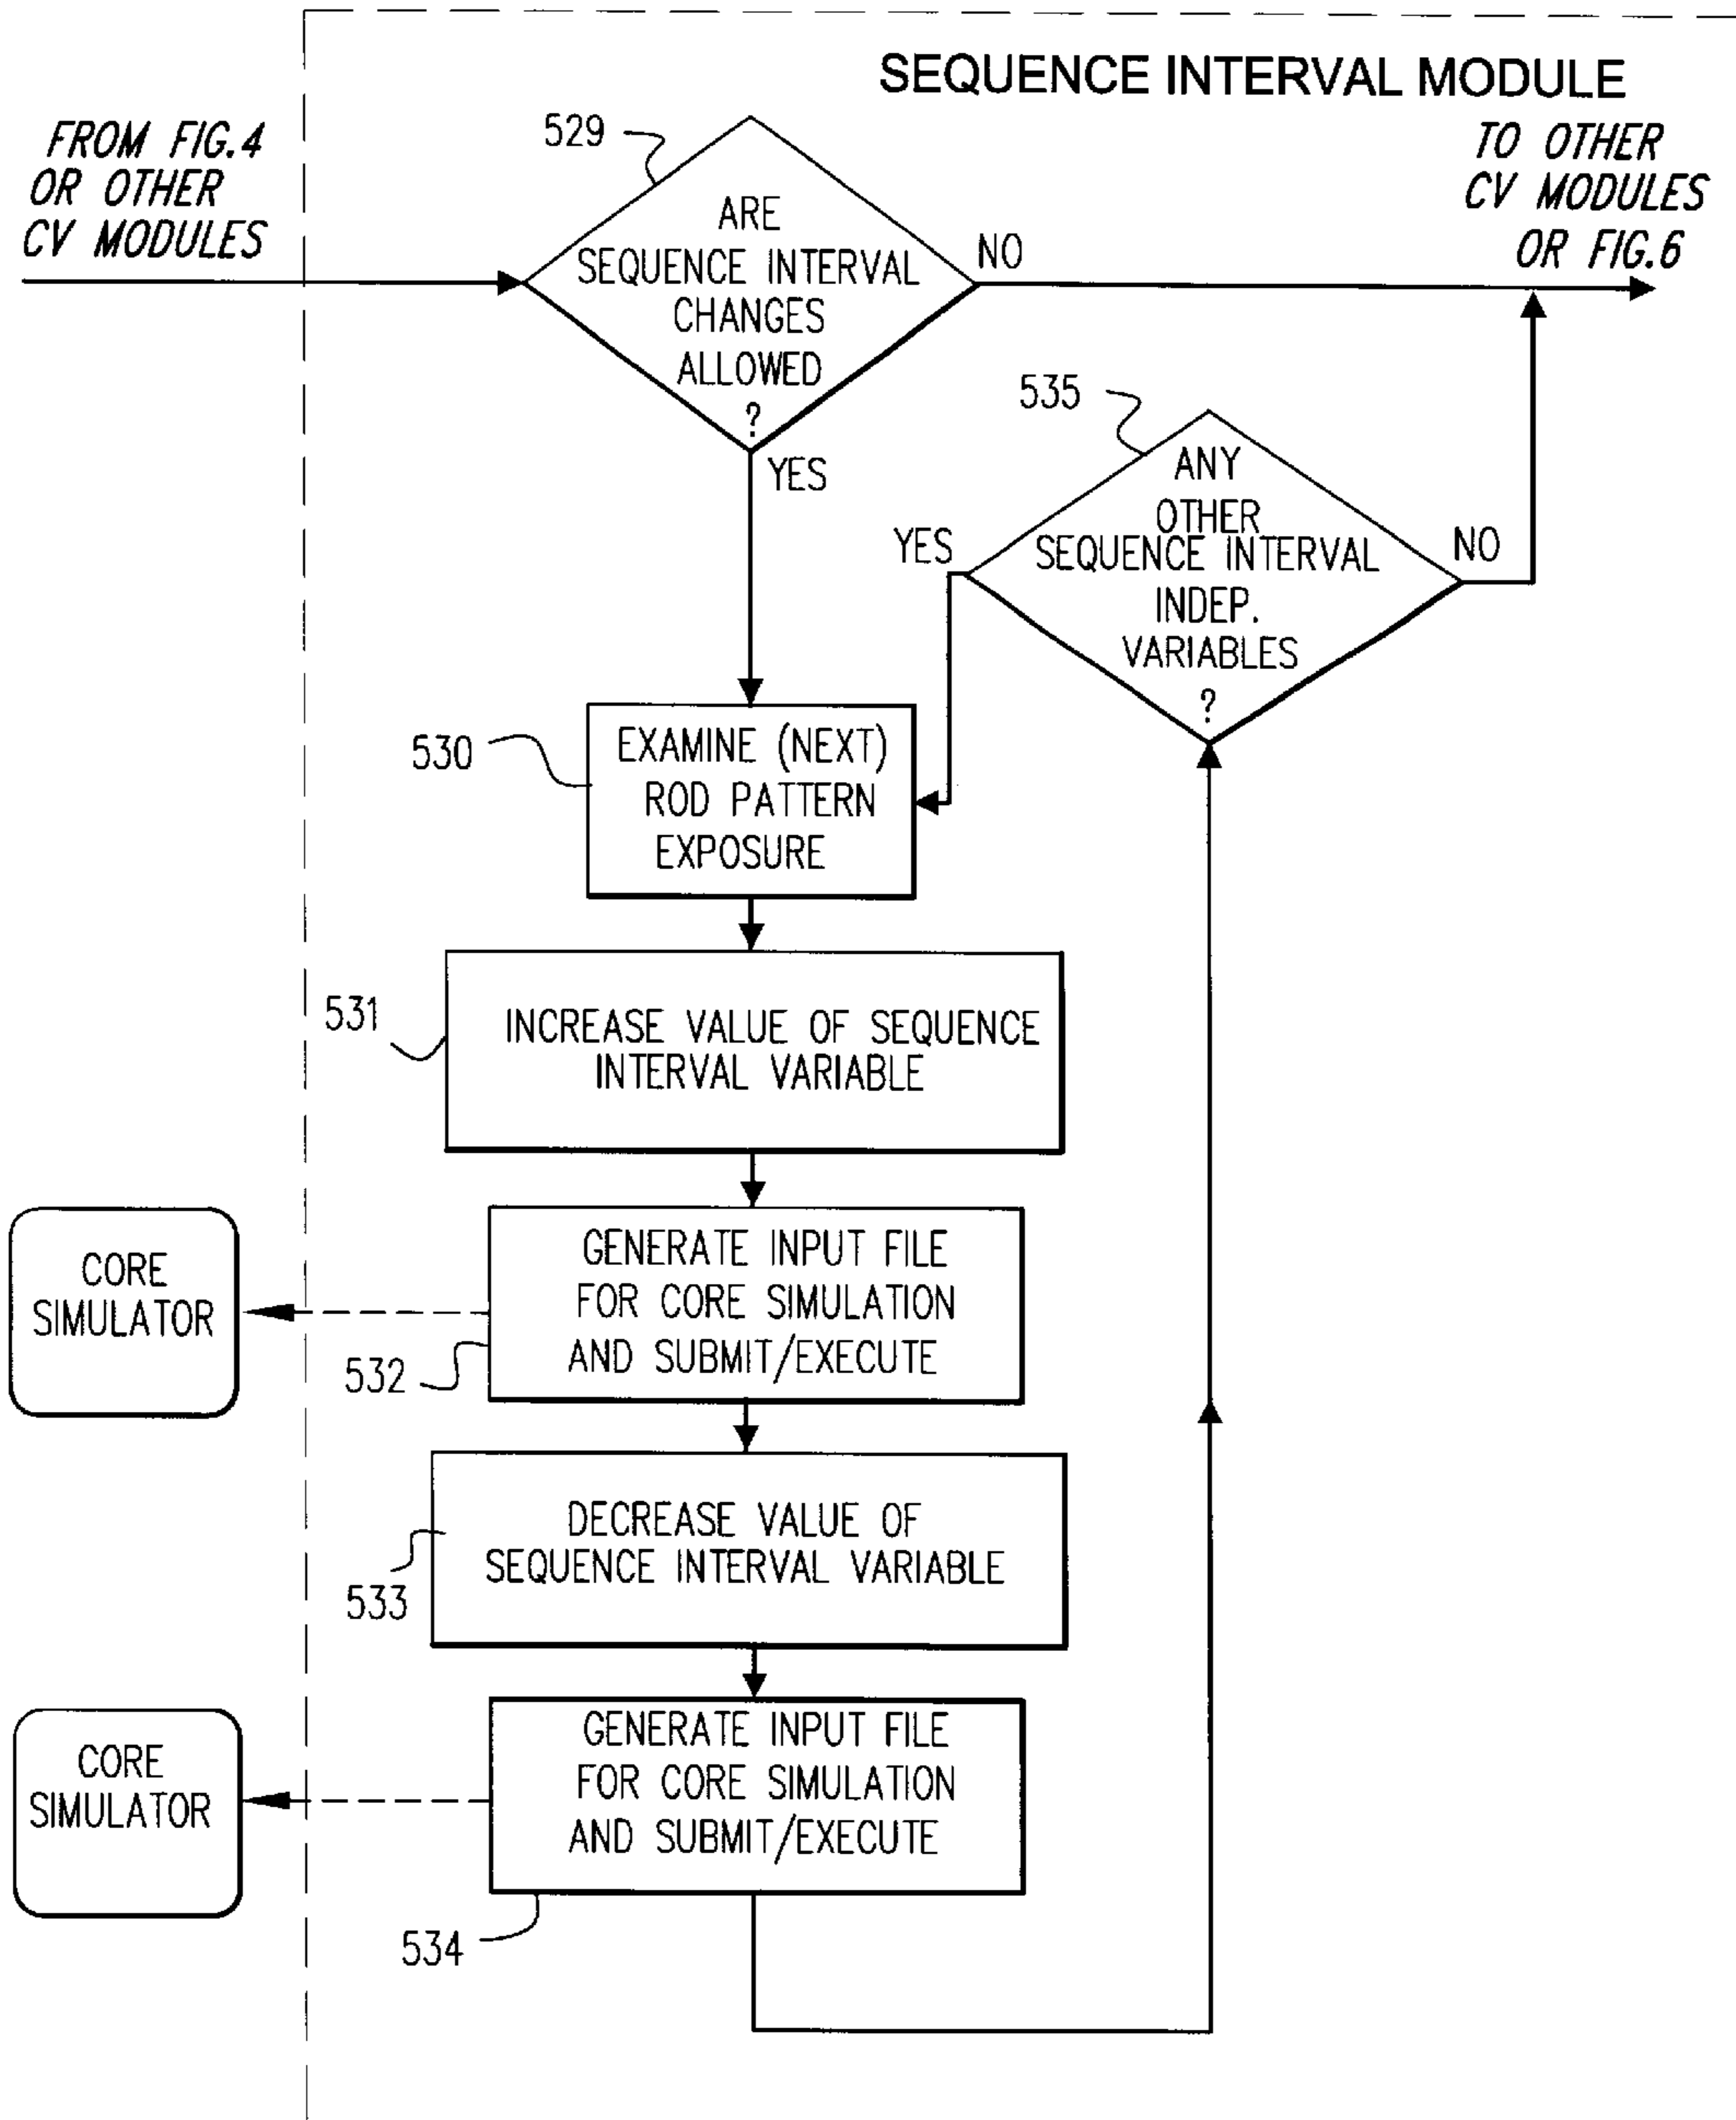 SEQUENCE INTERVAL MODULE
FROM FIG.4
OR OTHER
CV MODULES
529
ARE
SEQUENCE INTERVAL
CHANGES
ALLOWED
?
NO
YES
TO OTHER
CV MODULES
OR FIG.6
535
ANY
OTHER
SEQUENCE INTERVAL
INDEP.
VARIABLES
?
YES
NO
530
EXAMINE (NEXT)
ROD PATTERN
EXPOSURE
531
INCREASE VALUE OF SEQUENCE
INTERVAL VARIABLE
CORE
SIMULATOR
GENERATE INPUT FILE
FOR CORE SIMULATION
AND SUBMIT/EXECUTE
532
DECREASE VALUE OF
SEQUENCE INTERVAL VARIABLE
533
CORE
SIMULATOR
GENERATE INPUT FILE
FOR CORE SIMULATION
AND SUBMIT/EXECUTE
534